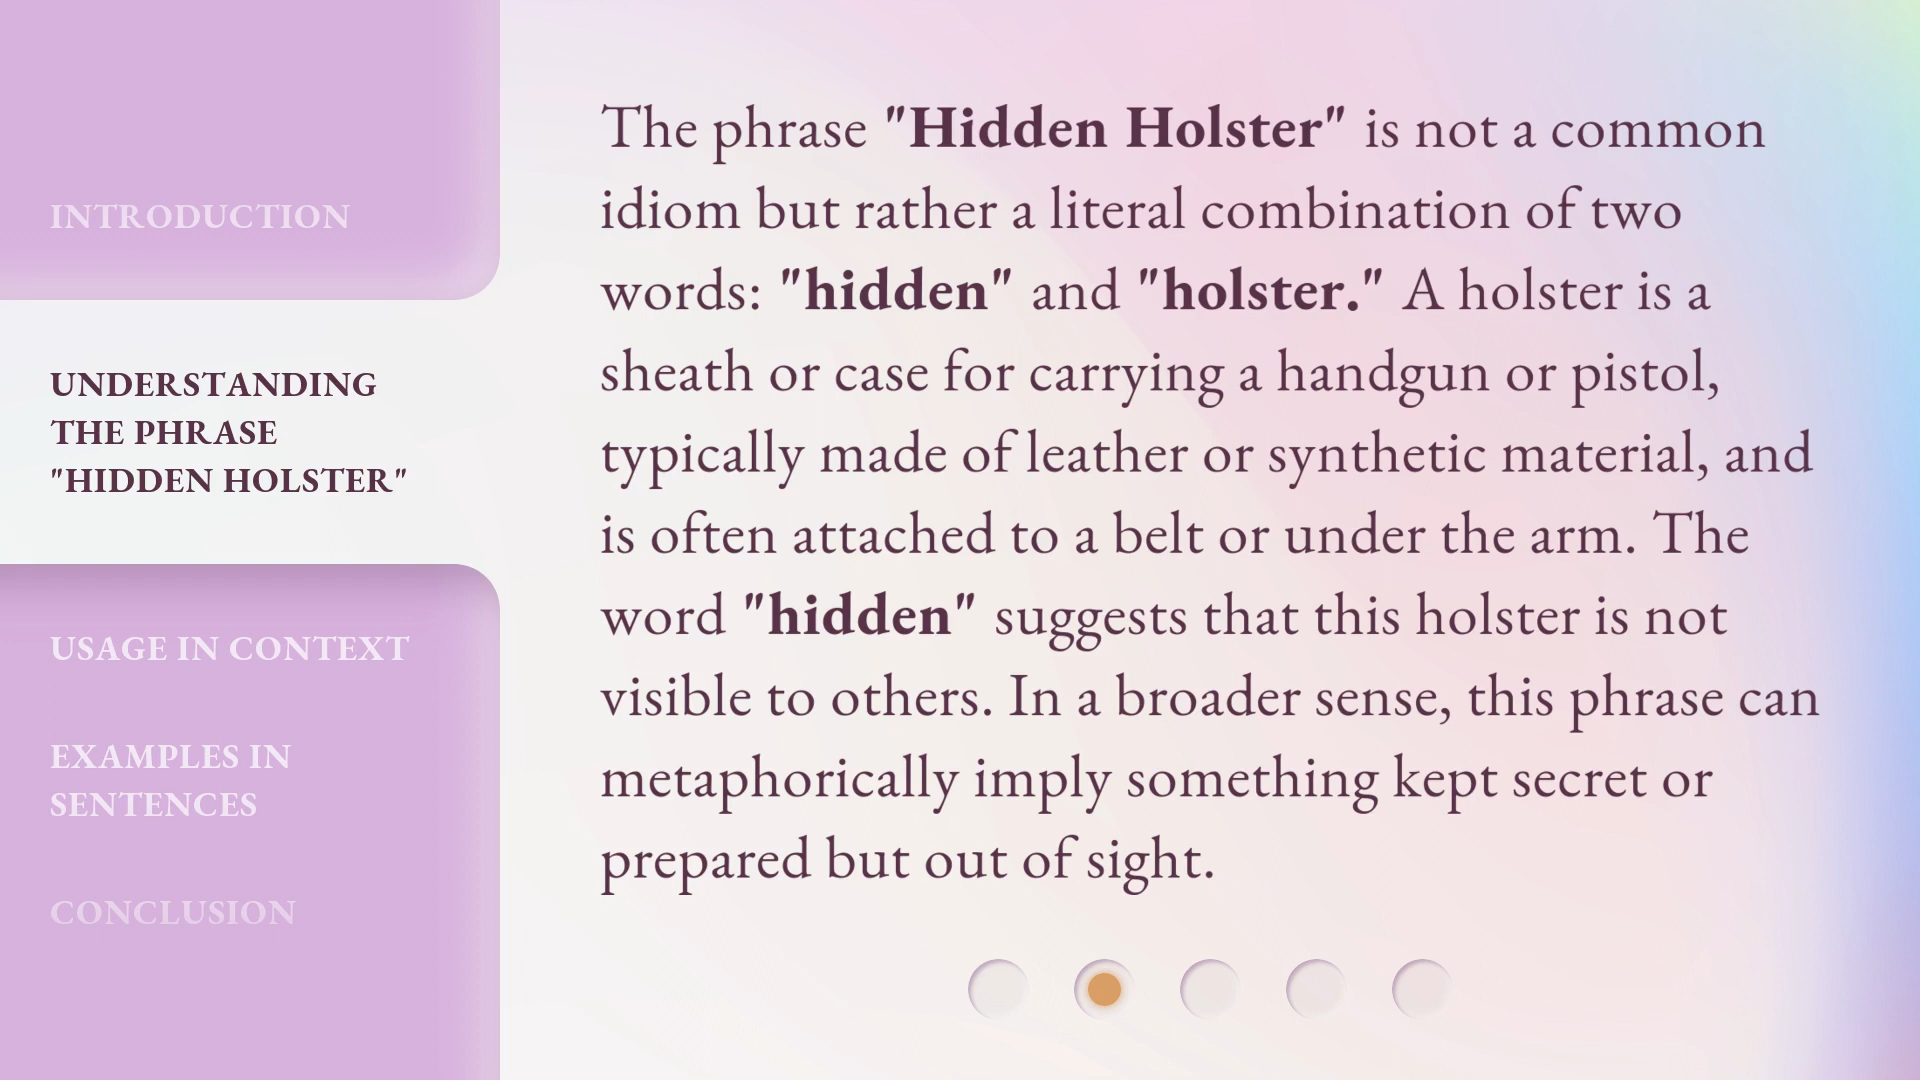 INTRODUCTION
UNDERSTANDING
THE PHRASE
"HIDDEN HOLSTER"
USAGE IN CONTEXT
EXAMPLES IN
SENTENCES
CONCLUSION
The phrase "Hidden Holster" is not a common
idiom but rather a literal combination of two
words: "hidden" and "holster." A holster is a
sheath or case for carrying a handgun or pistol,
typically made of leather or synthetic material, and
is often attached to a belt or under the arm. The
word "hidden" suggests that this holster is not
visible to others. In a broader sense, this phrase can
metaphorically imply something kept secret or
prepared but out of sight.